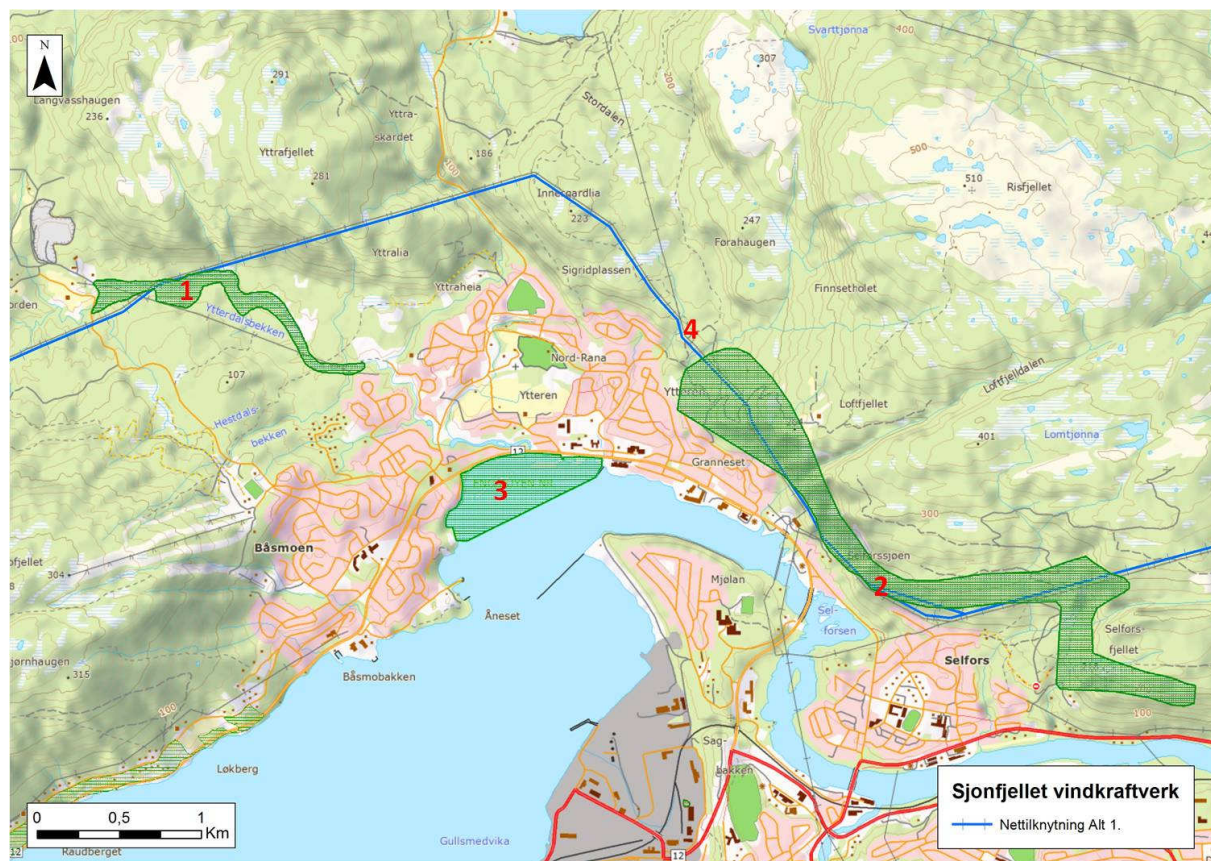 Svarttjønna
400
100
N
291
307
200
Langvasshaugen
236
Yttra-
skardet
Stordalen
Yttrafjellet
186
100
500
281
510
Risfjellet
Innergardlia
223
247
Førahaugen
Yttralia
Sigridplassen
Finnsetholet
Yttraheia
1
Ytterdalsbekken
4
Nord-Rana
Loftfjelldalen
107
Ytteren
Loftfjellet
Hestdals-
bekken
401
Lomtjønna
12
Granneset
3
300
Båsmoen
304
2
Mjølan
Sel-
forsen
Åneset
Selfors-
fjellet
Selfors
315
Båsmobakken
100
100
Sag-
bakken
Løkberg
Sjonfjellet vindkraftverk
Nettilknytning Alt 1.
0 0,5 1
Km
Gullsmedvika
Raudberget
12
12